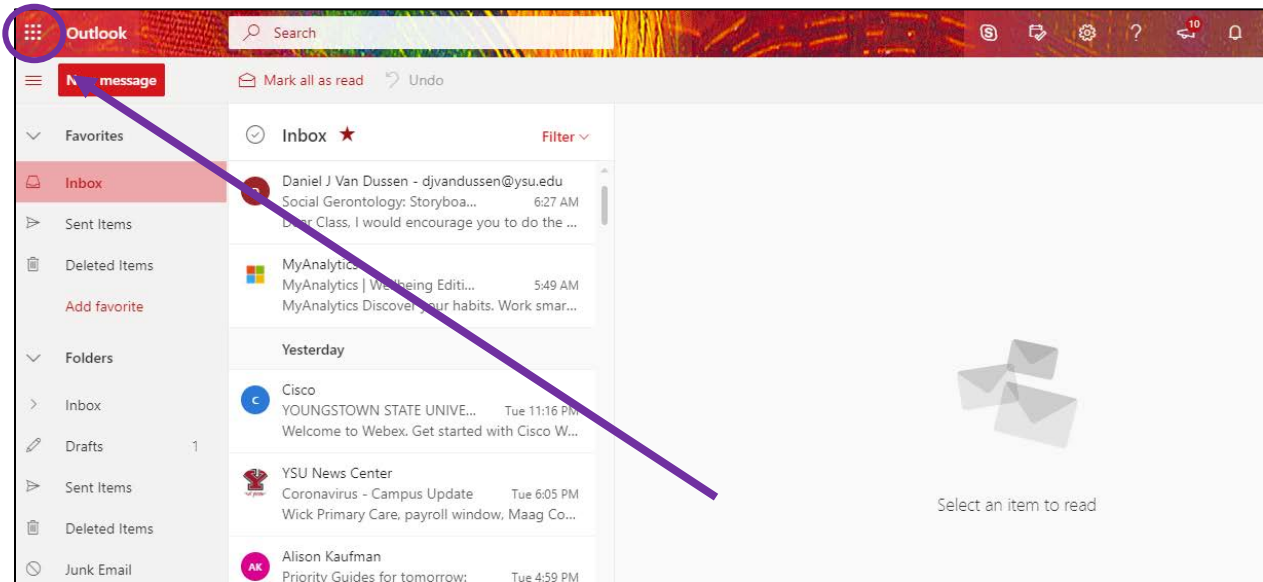 Outlook
Search
10
New message
Mark all as read
Undo
Favorites
Inbox
Sent Items
Deleted Items
Add favorite
Folders
Inbox
Drafts 1
Sent Items
Deleted Items
Junk Email
Inbox
Filter
Daniel J Van Dussen - djvandussen@ysu.edu
Social Gerontology: Storyboa... 6:27 AM
Dear Class, I would encourage you to do the ...
MyAnalytics
MyAnalytics | Wellbeing Editi... 5:49 AM
MyAnalytics Discover your habits. Work smar...
Yesterday
C
Cisco
YOUNGSTOWN STATE UNIVE... Tue 11:16 PM
Welcome to Webex. Get started with Cisco W...
YSU News Center
Coronavirus - Campus Update Tue 6:05 PM
Wick Primary Care, payroll window, Maag Co...
AK
Alison Kaufman
Priority Guides for tomorrow: Tue 4:59 PM
Select an item to read